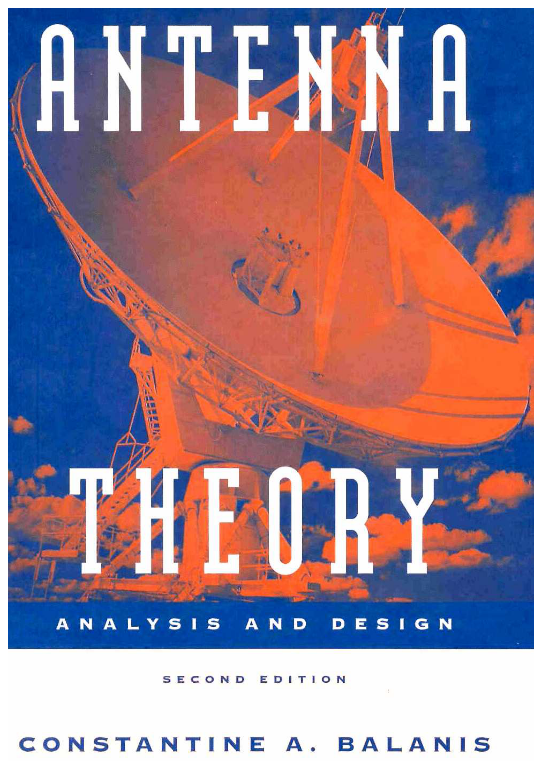 ANTENNA
THEORY
ANALYSIS AND DESIGN
SECOND EDITION
CONSTANTINE A. BALANIS